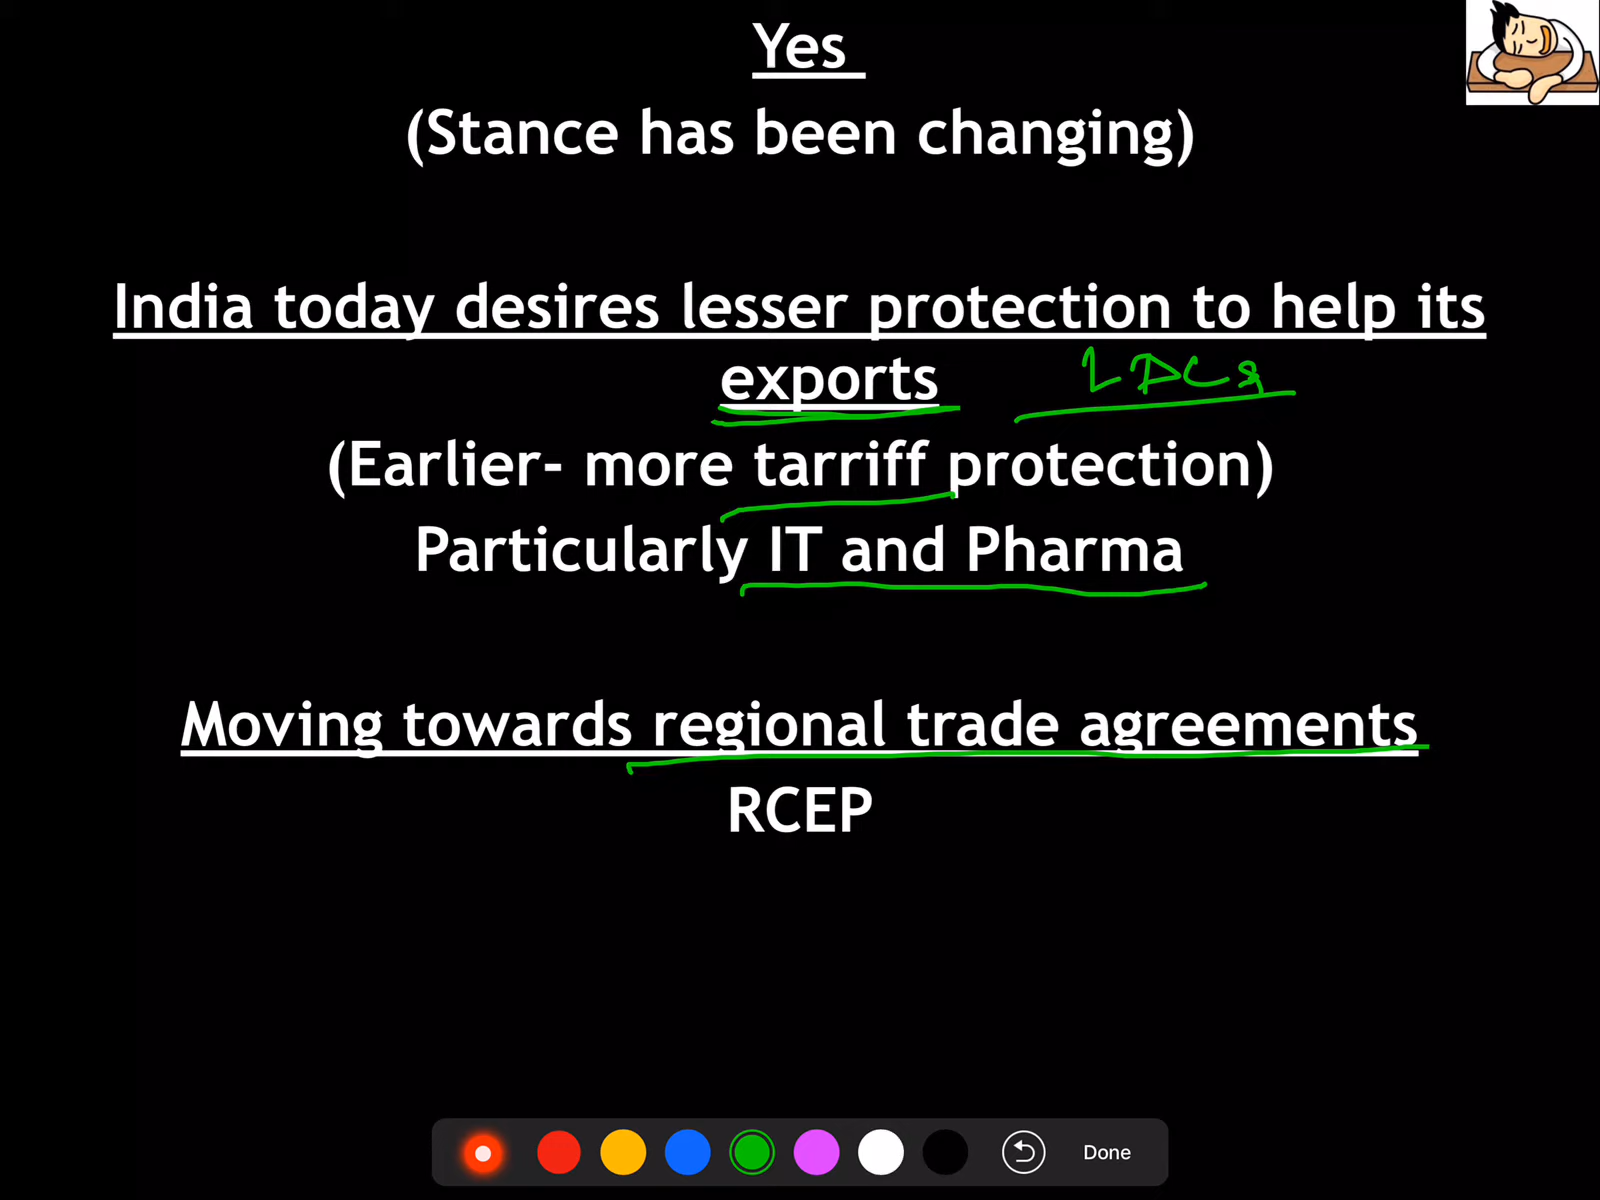 Yes
(Stance has been changing)
India today desires lesser protection to help its
exports
LDCs
(Earlier- more tarriff protection)
Particularly IT and Pharma
Moving towards regional trade agreements
RCEP
Done